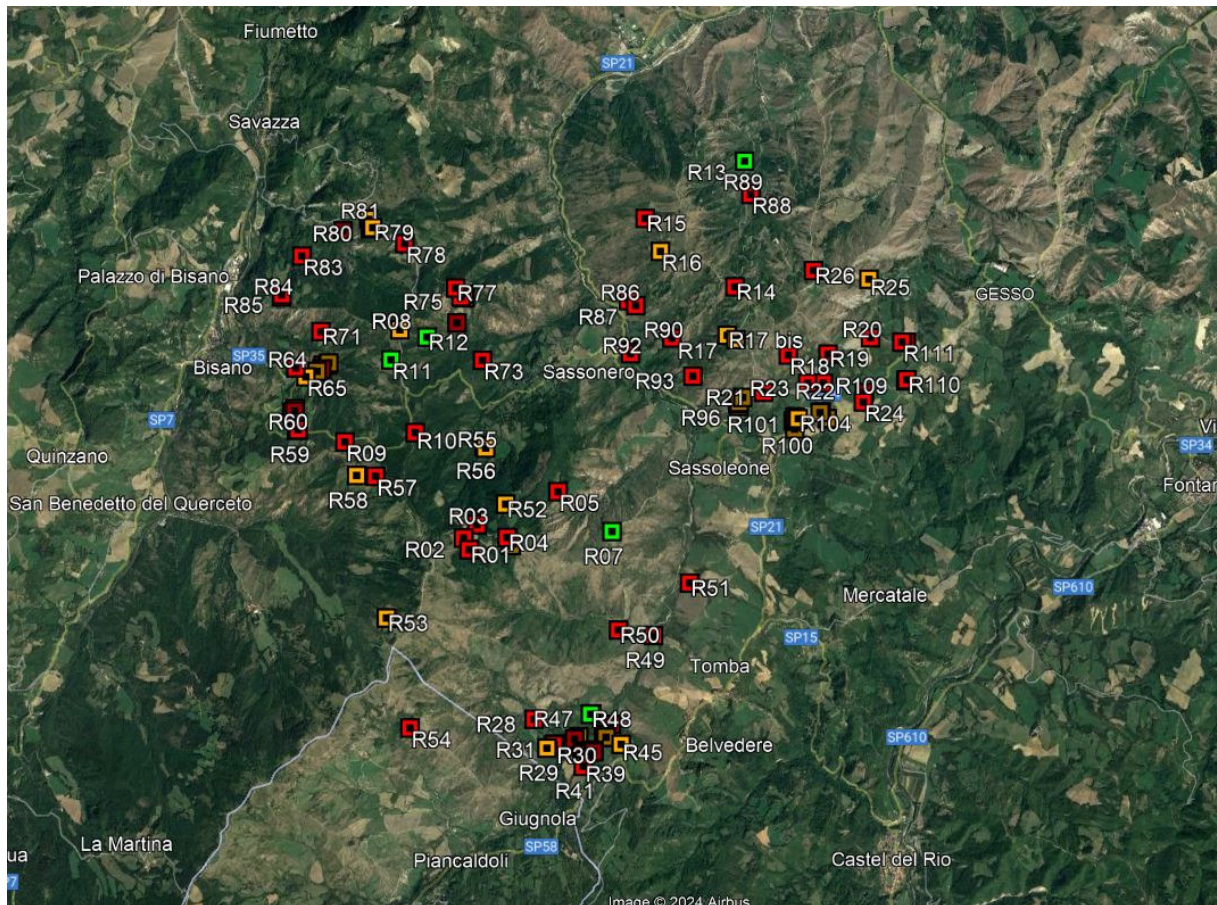 Fiumetto
SP21
Savazza
R13
R89
R88
R81
R80
R79
R78
R15
R16
R83
Palazzo di Bisano
R84
R85
R75
R77
R26
R25
R14
GESSO
R86
R87
R08
R12
R71
R90
R17
R17 bis
R20
R111
SP35
Bisano
R64
R65
R11
R73
R92
Sassonero
R93
R18
R19
R110
R23
R22
R109
R21
R96
R101
R24
R104
R100
SP7
R60
R59
R10
R09
R55
R56
Quinzano
Sassoleone
SP34
San Benedetto del Querceto
R58
R57
R05
R52
R03
R02
R01
R04
R07
SP21
R51
Mercatale
SP610
R53
R50
R49
SP15
Tomba
R54
R28
R47
R48
R31
R30
R45
R29
R39
R41
Belvedere
SP610
Giugnola
La Martina
SP58
Piancaldoli
Castel del Rio
Image © 2024 Airbus